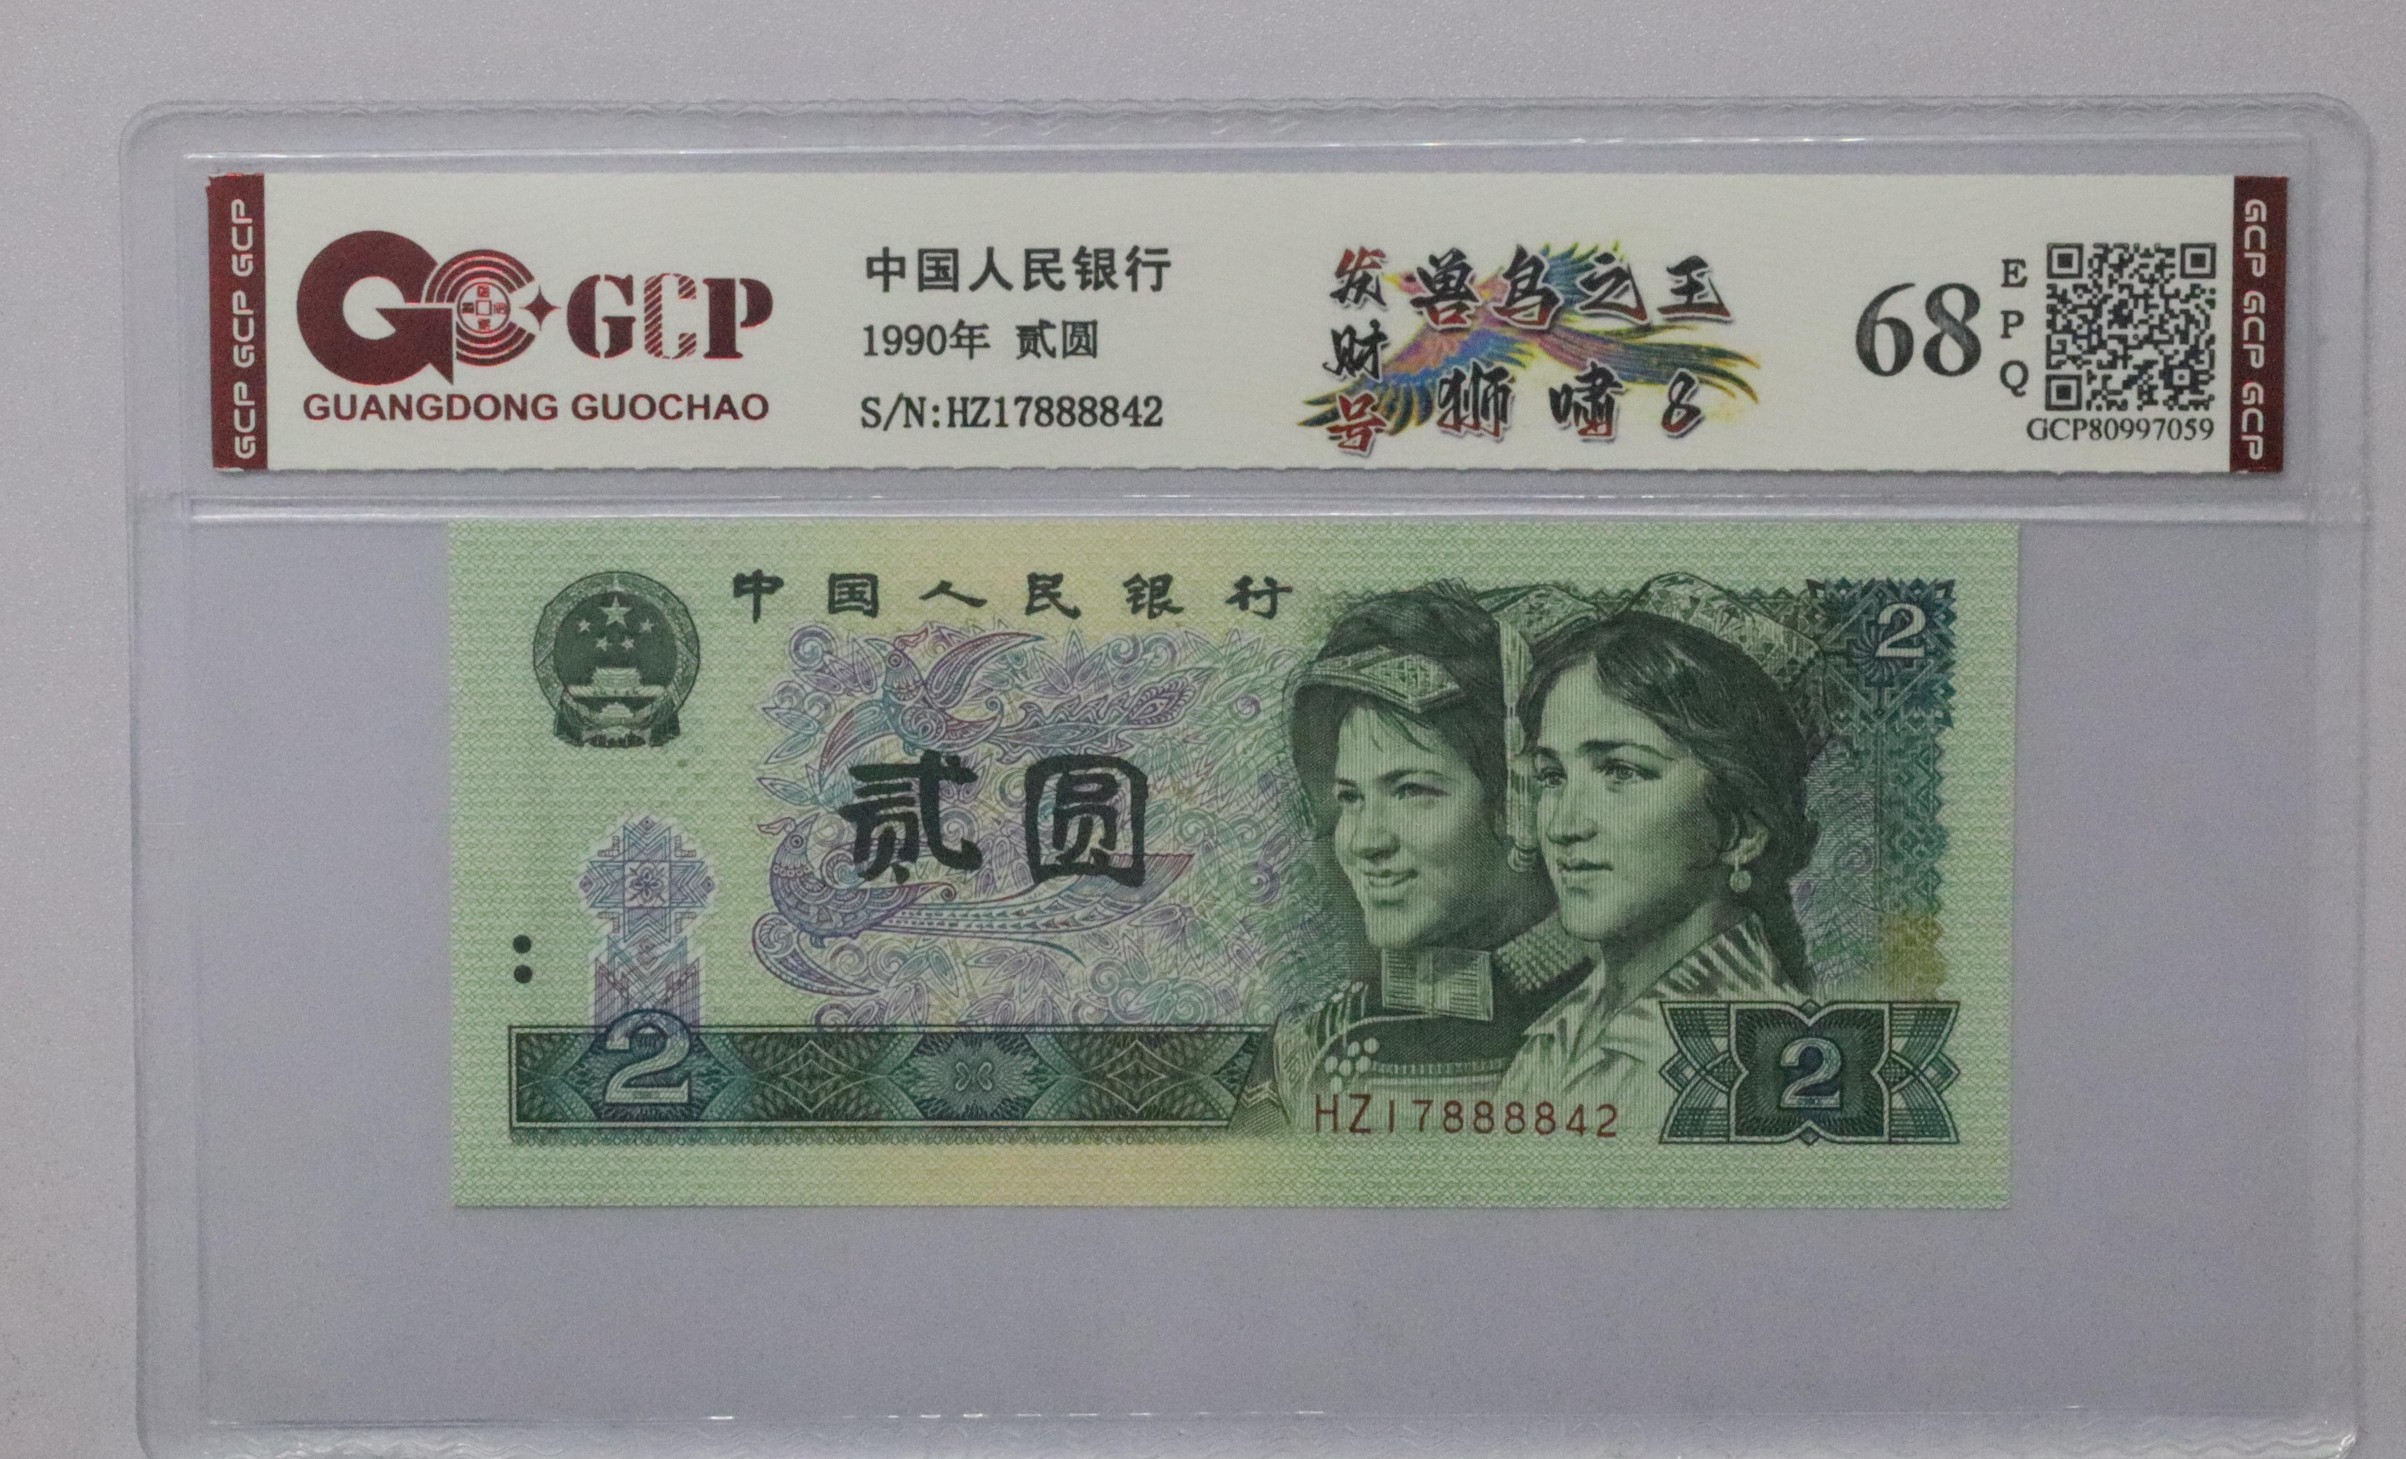 GCP GCP GCP
GCP
GUANGDONG GUOCHAO
中国人民银行
1990年 贰圆
S/N:HZ17888842
发财号
兽鸟之王
狮啸8
68
EPQ
GCP80997059
GCP GCP GCP
中国人民银行
2
贰圆
2
HZ17888842
2